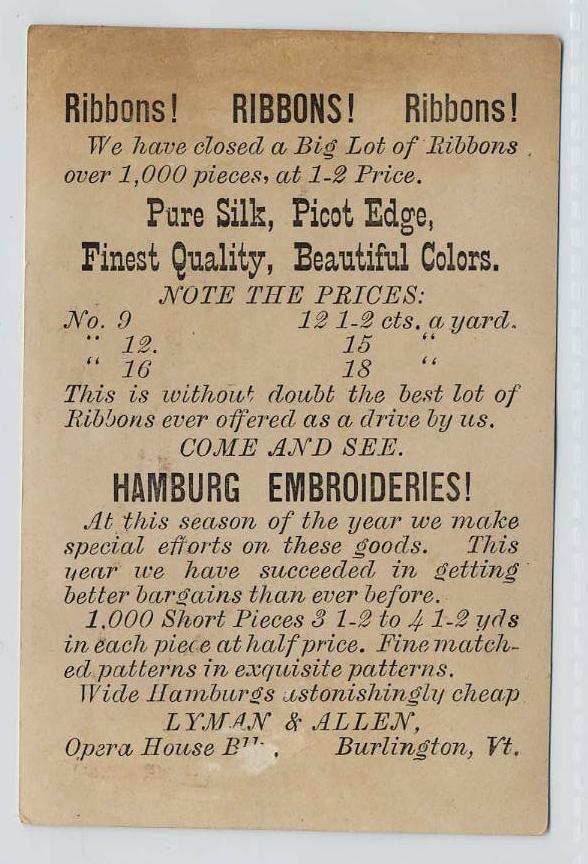 Ribbons! RIBBONS! Ribbons!
We have closed a Big Lot of Ribbons
over 1,000 pieces, at 1-2 Price.
Pure Silk, Picot Edge,
Finest Quality, Beautiful Colors.
NOTE THE PRICES:
No. 9 12 1-2 cts. a yard.
“ 12. 15 “
“ 16 18 “
This is without doubt the best lot of
Ribbons ever offered as a drive by us.
COME AND SEE.
HAMBURG EMBROIDERIES!
At this season of the year we make
special efforts on these goods. This
year we have succeeded in getting
better bargains than ever before.
1,000 Short Pieces 3 1-2 to 4 1-2 yds
in each piece at half price. Fine match-
ed patterns in exquisite patterns.
Wide Hamburgs astonishingly cheap
LYMAN & ALLEN,
Opera House Burlington, Vt.